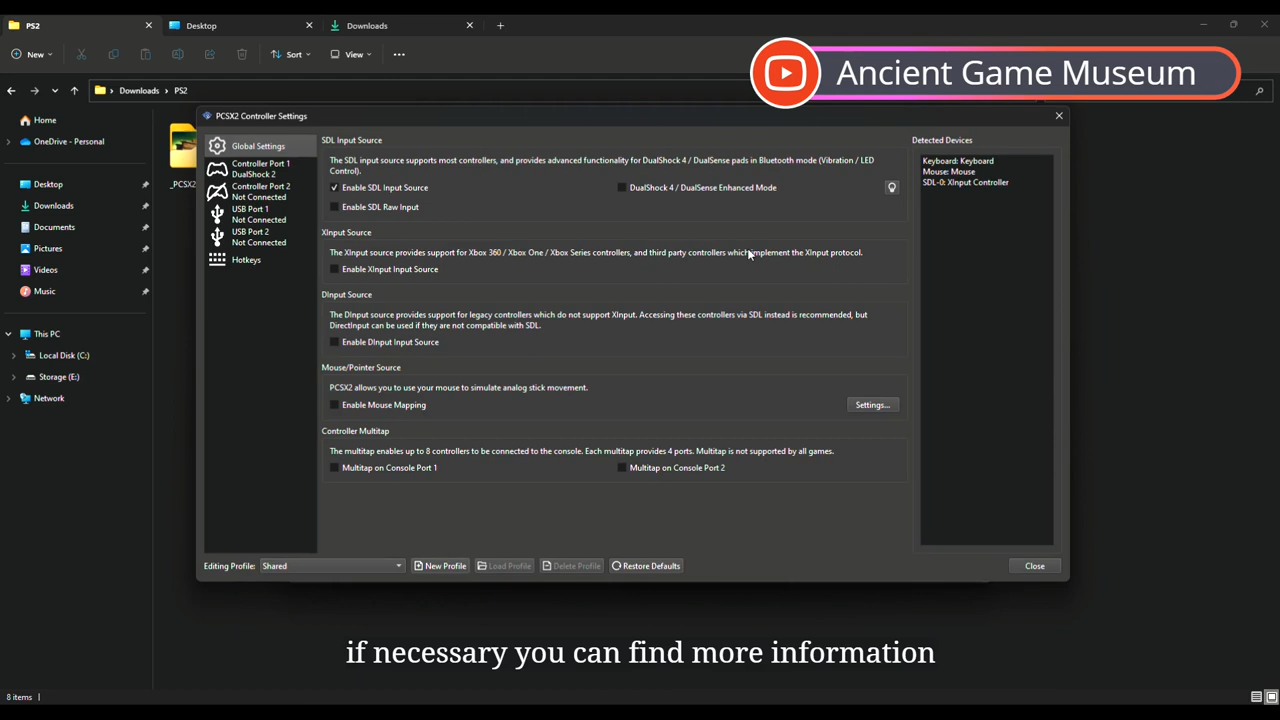 PS2
Desktop
Downloads
New
Sort
View
Ancient Game Museum
Downloads > PS2
Home
OneDrive - Personal
Desktop
Downloads
Documents
Pictures
Videos
Music
This PC
Local Disk (C:)
Storage (E:)
Network
_PCSX2
PCSX2 Controller Settings
Global Settings
Controller Port 1
DualShock 2
Controller Port 2
Not Connected
USB Port 1
Not Connected
USB Port 2
Not Connected
Hotkeys
SDL Input Source
The SDL input source supports most controllers, and provides advanced functionality for DualShock 4 / DualSense pads in Bluetooth mode (Vibration / LED
Control).
Enable SDL Input Source
DualShock 4 / DualSense Enhanced Mode
Enable SDL Raw Input
XInput Source
The XInput source provides support for Xbox 360 / Xbox One / Xbox Series controllers, and third party controllers which implement the XInput protocol.
Enable XInput Input Source
DInput Source
The DInput source provides support for legacy controllers which do not support XInput. Accessing these controllers via SDL instead is recommended, but
DirectInput can be used if they are not compatible with SDL.
Enable DInput Input Source
Mouse/Pointer Source
PCSX2 allows you to use your mouse to simulate analog stick movement.
Enable Mouse Mapping
Settings...
Controller Multitap
The multitap enables up to 8 controllers to be connected to the console. Each multitap provides 4 ports. Multitap is not supported by all games.
Multitap on Console Port 1
Multitap on Console Port 2
Detected Devices
Keyboard: Keyboard
Mouse: Mouse
SDL-0: XInput Controller
Editing Profile:
Shared
New Profile
Load Profile
Delete Profile
Restore Defaults
Close
if necessary you can find more information
8 items